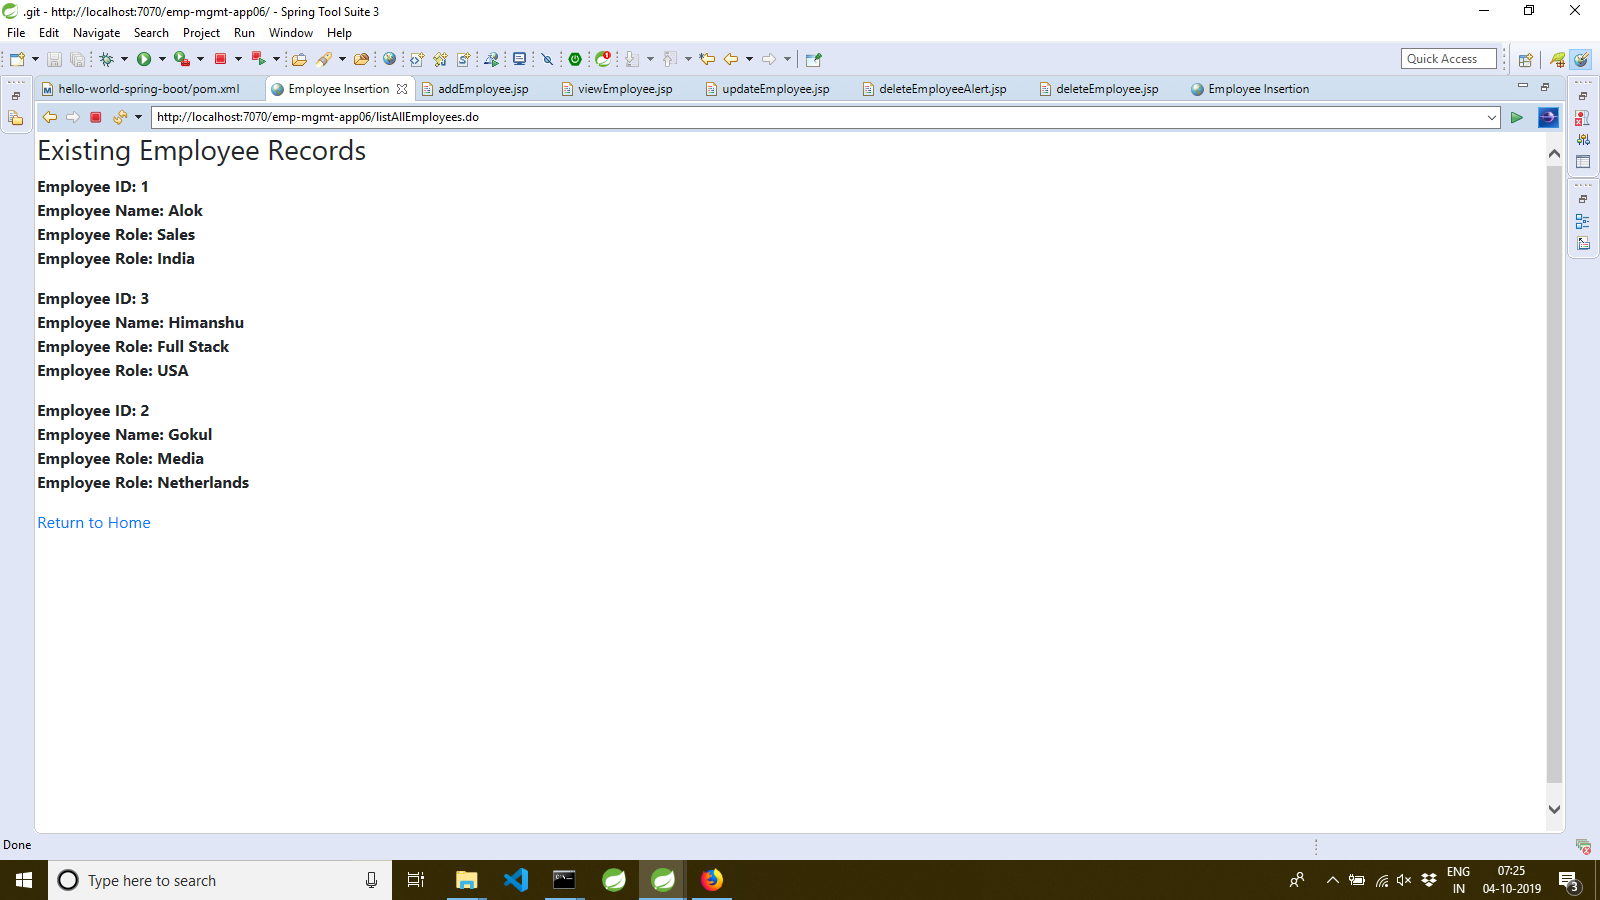 .git - http://localhost:7070/emp-mgmt-app06/ - Spring Tool Suite 3
File Edit Navigate Search Project Run Window Help
Quick Access
hello-world-spring-boot/pom.xml Employee Insertion addEmployee.jsp viewEmployee.jsp updateEmployee.jsp deleteEmployeeAlert.jsp deleteEmployee.jsp Employee Insertion
http://localhost:7070/emp-mgmt-app06/listAllEmployees.do
Existing Employee Records
Employee ID: 1
Employee Name: Alok
Employee Role: Sales
Employee Role: India
Employee ID: 3
Employee Name: Himanshu
Employee Role: Full Stack
Employee Role: USA
Employee ID: 2
Employee Name: Gokul
Employee Role: Media
Employee Role: Netherlands
Return to Home
Done
Type here to search
ENG
IN
07:25
04-10-2019
3